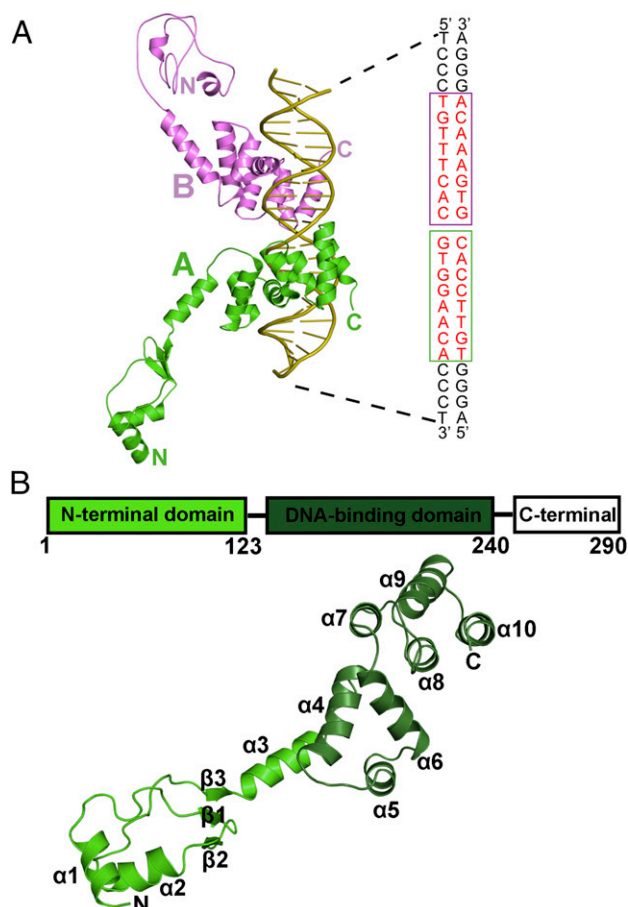 A
5’ 3’
T A
C G
C G
C G
T A
G C
T A
T A
T A
C G
A T
C G
G C
T A
G C
G C
A T
A T
C G
A T
C G
C G
C G
T A
3’ 5’
N
B
C
A
C
N
B
N-terminal domain DNA-binding domain C-terminal
1 123 240 290
α9
α7
α10
α8 C
α4
α3
α6
β3
α5
β1
β2
α1 α2
N